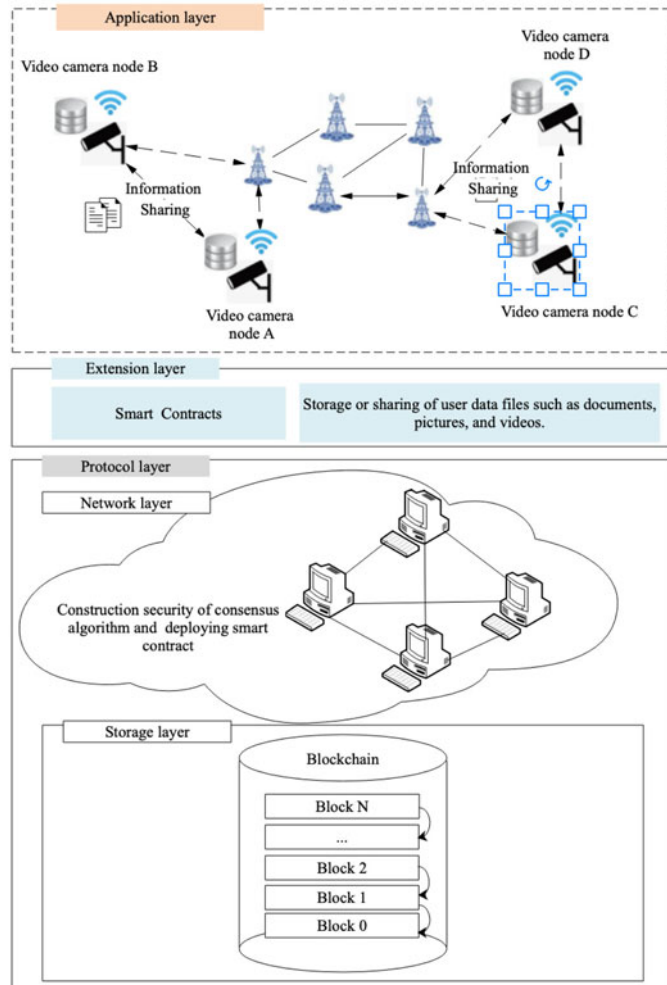 Application layer
Video camera
node D
Video camera node B
Information
Sharing
Information
Sharing
Video camera
node A
Video camera node C
Extension layer
Smart Contracts
Storage or sharing of user data files such as documents,
pictures, and videos.
Protocol layer
Network layer
Construction security of consensus
algorithm and deploying smart
contract
Storage layer
Blockchain
Block N
...
Block 2
Block 1
Block 0